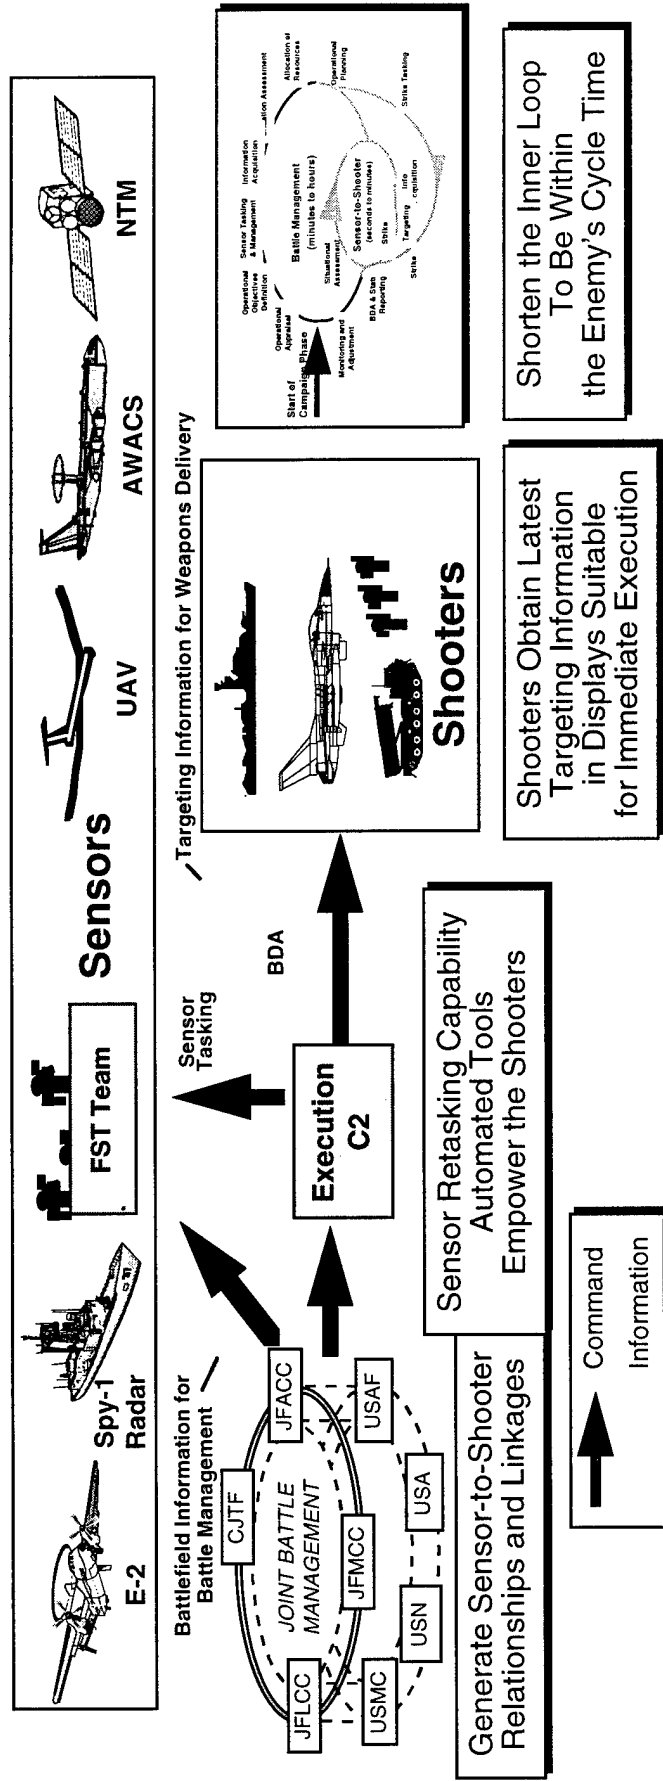 Sensors
E-2
Spy-1
Radar
FST Team
UAV
AWACS
NTM
Battlefield Information for
Battle Management
Sensor
Tasking
BDA
Targeting Information for Weapons Delivery
CJTF
JFACC
JFLCC
JFMCC
JOINT BATTLE
MANAGEMENT
USAF
USA
USN
USMC
Execution
C2
Shooters
Start of
Campaign Phase
Operational
Appraisal
Operational
Objectives
Definition
Sensor Tasking
& Management
Information
Acquisition
Assessment
Allocation of
Resources
Operational
Planning
Strike Tasking
Battle Management
(minutes to hours)
Situational
Assessment
Sensor-to-Shooter
(seconds to minutes)
Strike
Targeting
Info
Strike
BDA & Stats
Reporting
Monitoring and
Adjustment
Generate Sensor-to-Shooter
Relationships and Linkages
Sensor Retasking Capability
Automated Tools
Empower the Shooters
Shooters Obtain Latest
Targeting Information
in Displays Suitable
for Immediate Execution
Shorten the Inner Loop
To Be Within
the Enemy's Cycle Time
Command
Information